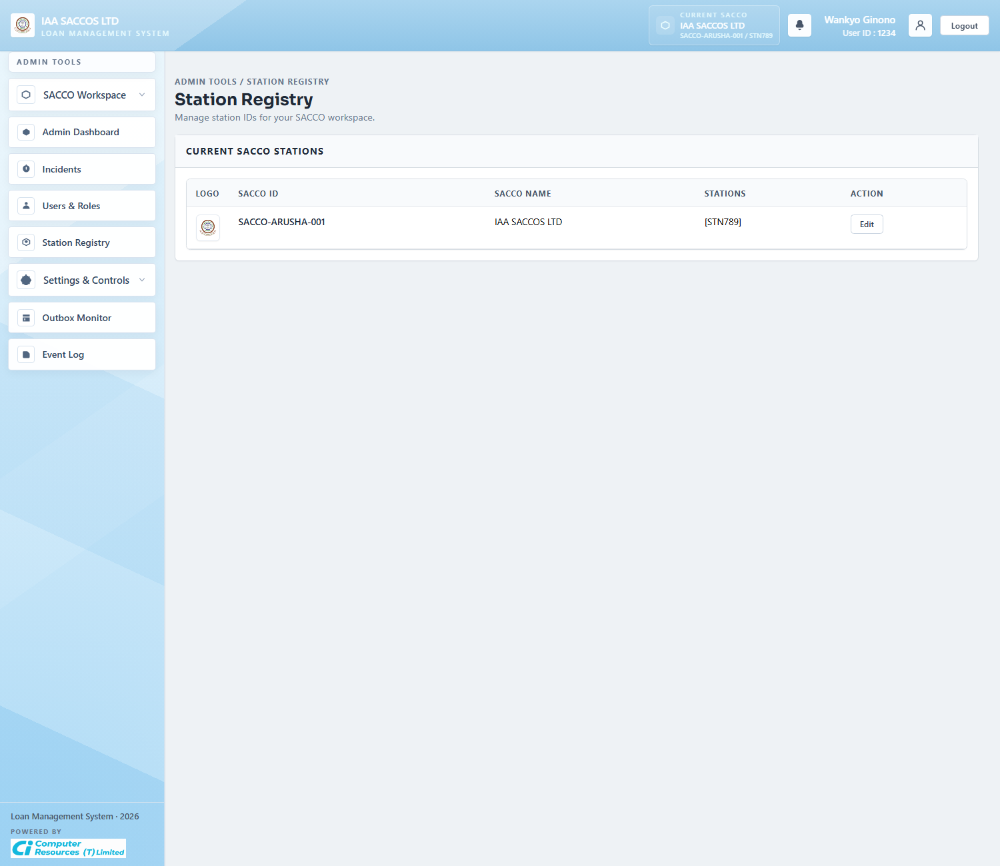 IAA SACCOS LTD
LOAN MANAGEMENT SYSTEM
CURRENT SACCO
IAA SACCOS LTD
SACCO-ARUSHA-001 / STN789
Wankyo Ginono
User ID : 1234
Logout
ADMIN TOOLS
SACCO Workspace
Admin Dashboard
Incidents
Users & Roles
Station Registry
Settings & Controls
Outbox Monitor
Event Log
Loan Management System · 2026
POWERED BY
Ci Computer
Resources (T) Limited
ADMIN TOOLS / STATION REGISTRY
Station Registry
Manage station IDs for your SACCO workspace.
CURRENT SACCO STATIONS
LOGO SACCO ID SACCO NAME STATIONS ACTION
SACCO-ARUSHA-001 IAA SACCOS LTD [STN789] Edit